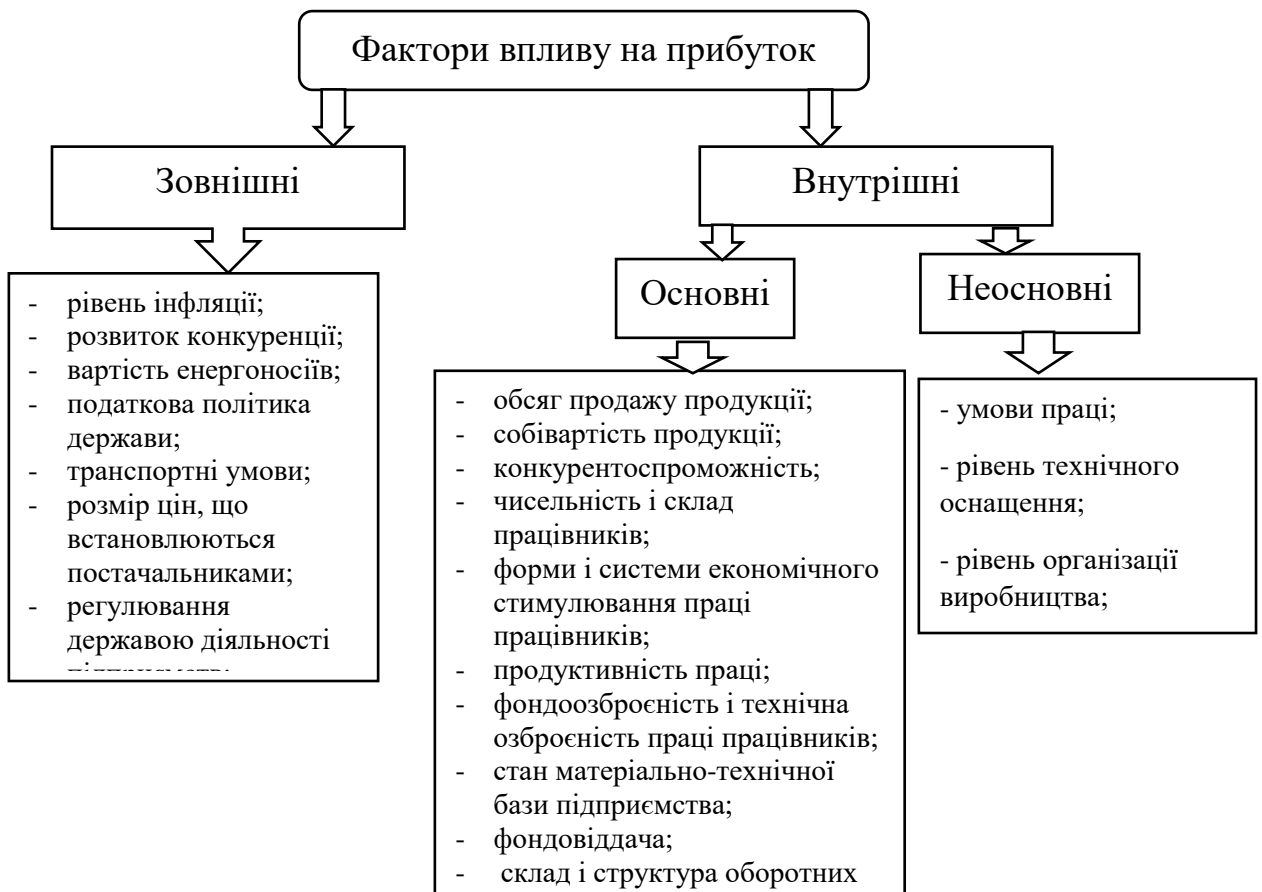 Фактори впливу на прибуток
Зовнішні
Внутрішні
Основні
Неосновні
- рівень інфляції;
- розвиток конкуренції;
- вартість енергоносіїв;
- податкова політика
держави;
- транспортні умови;
- розмір цін, що
встановлюються
постачальниками;
- регулювання
державою діяльності
- обсяг продажу продукції;
- собівартість продукції;
- конкурентоспроможність;
- чисельність і склад
працівників;
- форми і системи економічного
стимулювання праці
працівників;
- продуктивність праці;
- фондоозброєність і технічна
озброєність праці працівників;
- стан матеріально-технічної
бази підприємства;
- фондовіддача;
- склад і структура оборотних
- умови праці;
- рівень технічного
оснащення;
- рівень організації
виробництва;